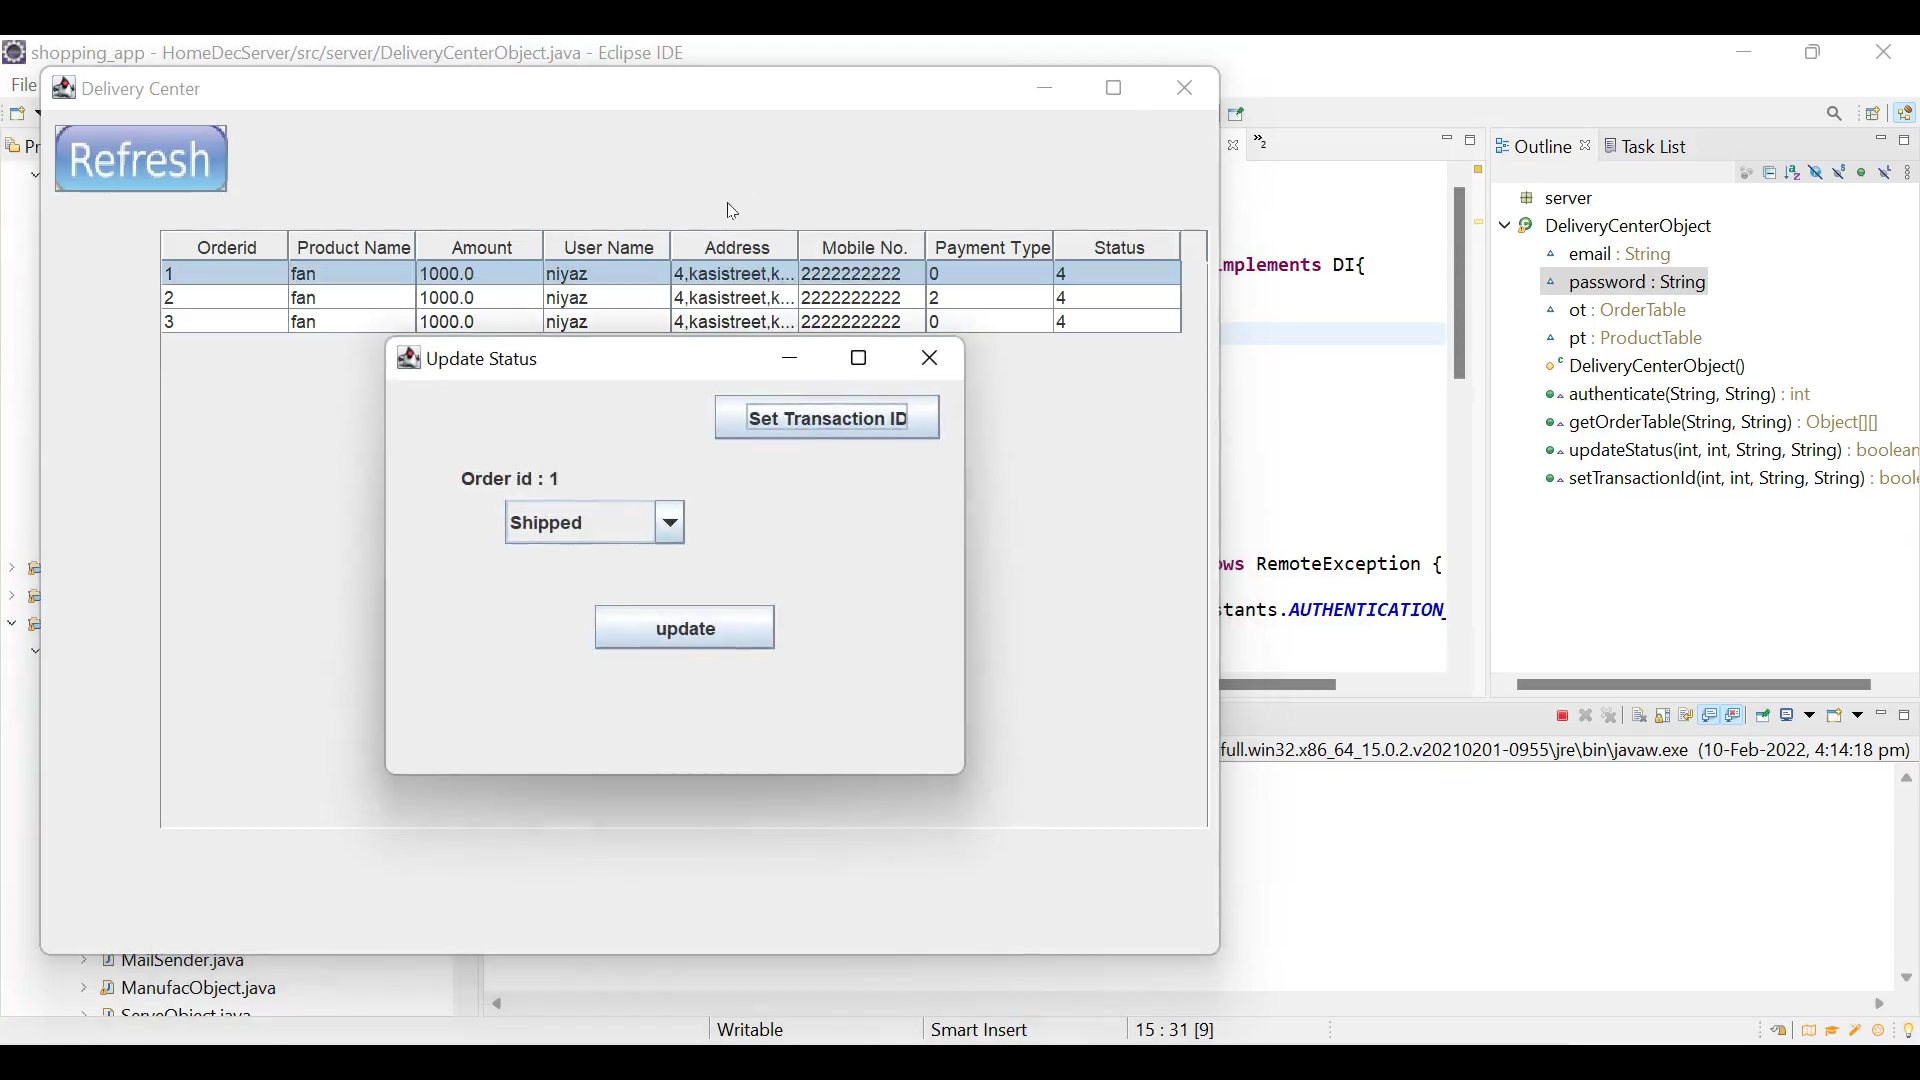 shopping_app - HomeDecServer/src/server/DeliveryCenterObject.java - Eclipse IDE
File
Delivery Center
Refresh
Orderid Product Name Amount User Name Address Mobile No. Payment Type Status
1 fan 1000.0 niyaz 4,kasistreet,k... 2222222222 0 4
2 fan 1000.0 niyaz 4,kasistreet,k... 2222222222 2 4
3 fan 1000.0 niyaz 4,kasistreet,k... 2222222222 0 4
Update Status
Set Transaction ID
Order id : 1
Shipped
update
Pr
»2
implements DI{
ows RemoteException {
stants.AUTHENTICATION_
Outline
Task List
server
DeliveryCenterObject
email : String
password : String
ot : OrderTable
pt : ProductTable
DeliveryCenterObject()
authenticate(String, String) : int
getOrderTable(String, String) : Object[][]
updateStatus(int, int, String, String) : boolean
setTransactionId(int, int, String, String) : boole
full.win32.x86_64_15.0.2.v20210201-0955\jre\bin\javaw.exe (10-Feb-2022, 4:14:18 pm)
MailSender.java
ManufacObject.java
ServeObject.java
Writable
Smart Insert
15 : 31 [9]